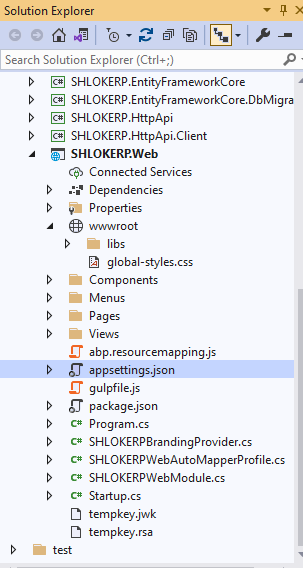 Solution Explorer
Search Solution Explorer (Ctrl+;)
SHLOKERP.EntityFrameworkCore
SHLOKERP.EntityFrameworkCore.DbMigra
SHLOKERP.HttpApi
SHLOKERP.HttpApi.Client
SHLOKERP.Web
Connected Services
Dependencies
Properties
wwwroot
libs
global-styles.css
Components
Menus
Pages
Views
abp.resourcemapping.js
appsettings.json
gulpfile.js
package.json
C# Program.cs
C# SHLOKERPBrandingProvider.cs
C# SHLOKERPWebAutoMapperProfile.cs
C# SHLOKERPWebModule.cs
C# Startup.cs
tempkey.jwk
tempkey.rsa
test